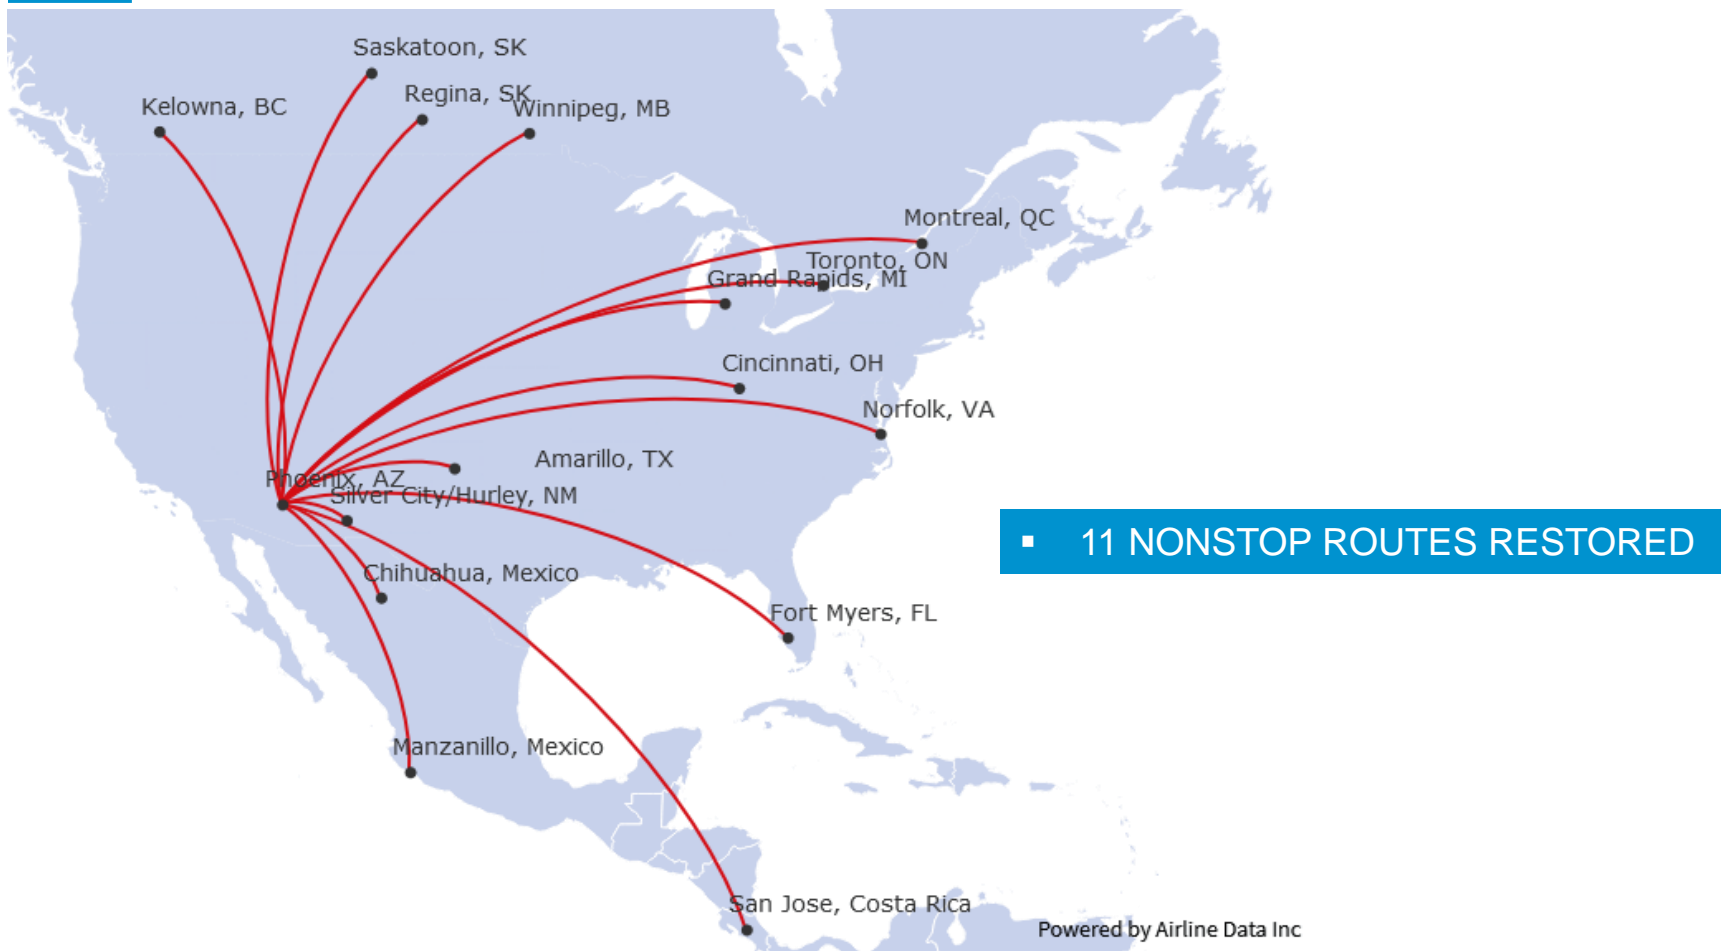 Saskatoon, SK
Regina, SK
Kelowna, BC
Winnipeg, MB
Montreal, QC
Toronto, ON
Grand Rapids, MI
Cincinnati, OH
Norfolk, VA
Amarillo, TX
Phoenix, AZ
Silver City/Hurley, NM
▪ 11 NONSTOP ROUTES RESTORED
Chihuahua, Mexico
Fort Myers, FL
Manzanillo, Mexico
San Jose, Costa Rica
Powered by Airline Data Inc